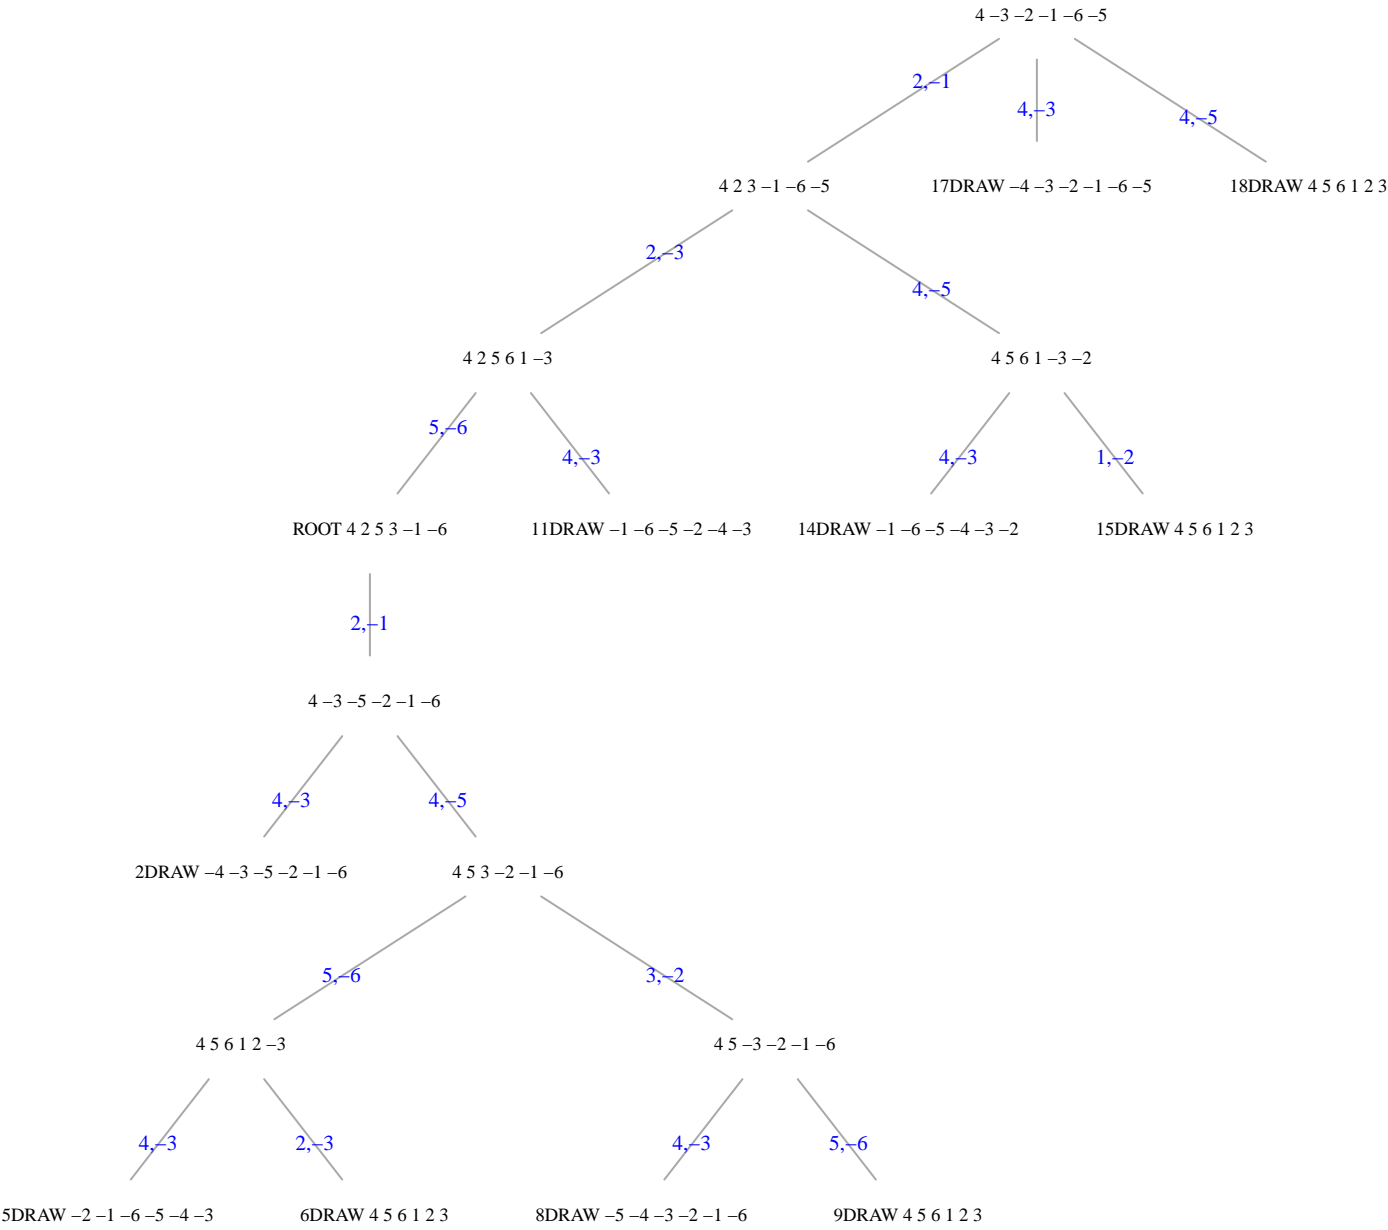 4 –3 –2 –1 –6 –5
2,–1
4,–3
4,–5
4 2 3 –1 –6 –5
17DRAW –4 –3 –2 –1 –6 –5
18DRAW 4 5 6 1 2 3
2,–3
4,–5
4 2 5 6 1 –3
4 5 6 1 –3 –2
5,–6
4,–3
4,–3
1,–2
ROOT 4 2 5 3 –1 –6
11DRAW –1 –6 –5 –2 –4 –3
14DRAW –1 –6 –5 –4 –3 –2
15DRAW 4 5 6 1 2 3
2,–1
4 –3 –5 –2 –1 –6
4,–3
4,–5
2DRAW –4 –3 –5 –2 –1 –6
4 5 3 –2 –1 –6
5,–6
3,–2
4 5 6 1 2 –3
4 5 –3 –2 –1 –6
4,–3
2,–3
4,–3
5,–6
5DRAW –2 –1 –6 –5 –4 –3
6DRAW 4 5 6 1 2 3
8DRAW –5 –4 –3 –2 –1 –6
9DRAW 4 5 6 1 2 3